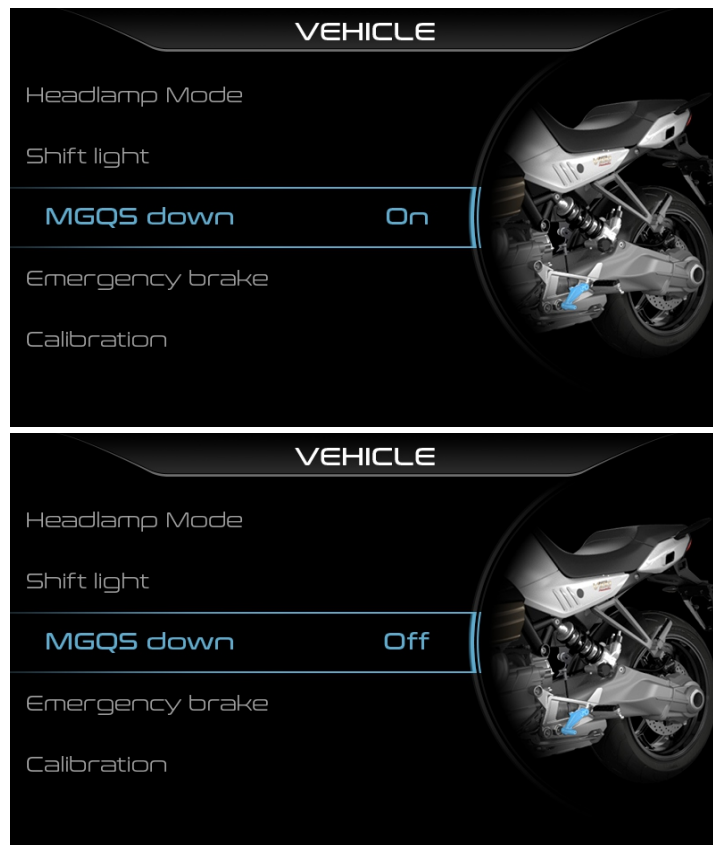 VEHICLE
Headlamp Mode
Shift light
MGQS down On
Emergency brake
Calibration
VEHICLE
Headlamp Mode
Shift light
MGQS down Off
Emergency brake
Calibration